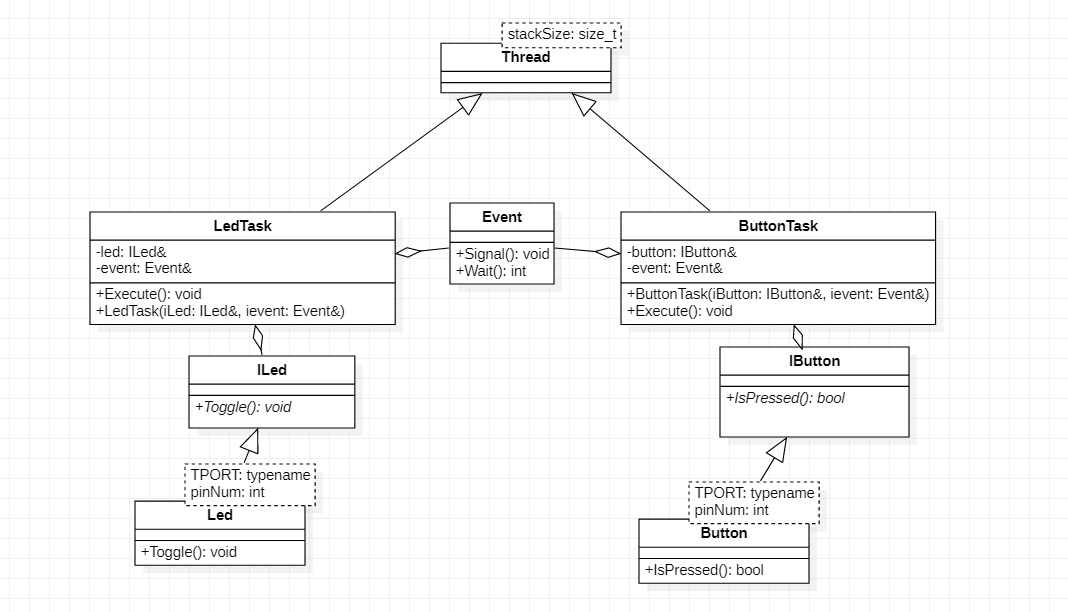 stackSize: size_t
Thread
LedTask
-led: ILed&
-event: Event&
+Execute(): void
+LedTask(iLed: ILed&, ievent: Event&)
Event
+Signal(): void
+Wait(): int
ButtonTask
-button: IButton&
-event: Event&
+ButtonTask(iButton: IButton&, ievent: Event&)
+Execute(): void
ILed
+Toggle(): void
IButton
+IsPressed(): bool
TPORT: typename
pinNum: int
Led
+Toggle(): void
TPORT: typename
pinNum: int
Button
+IsPressed(): bool